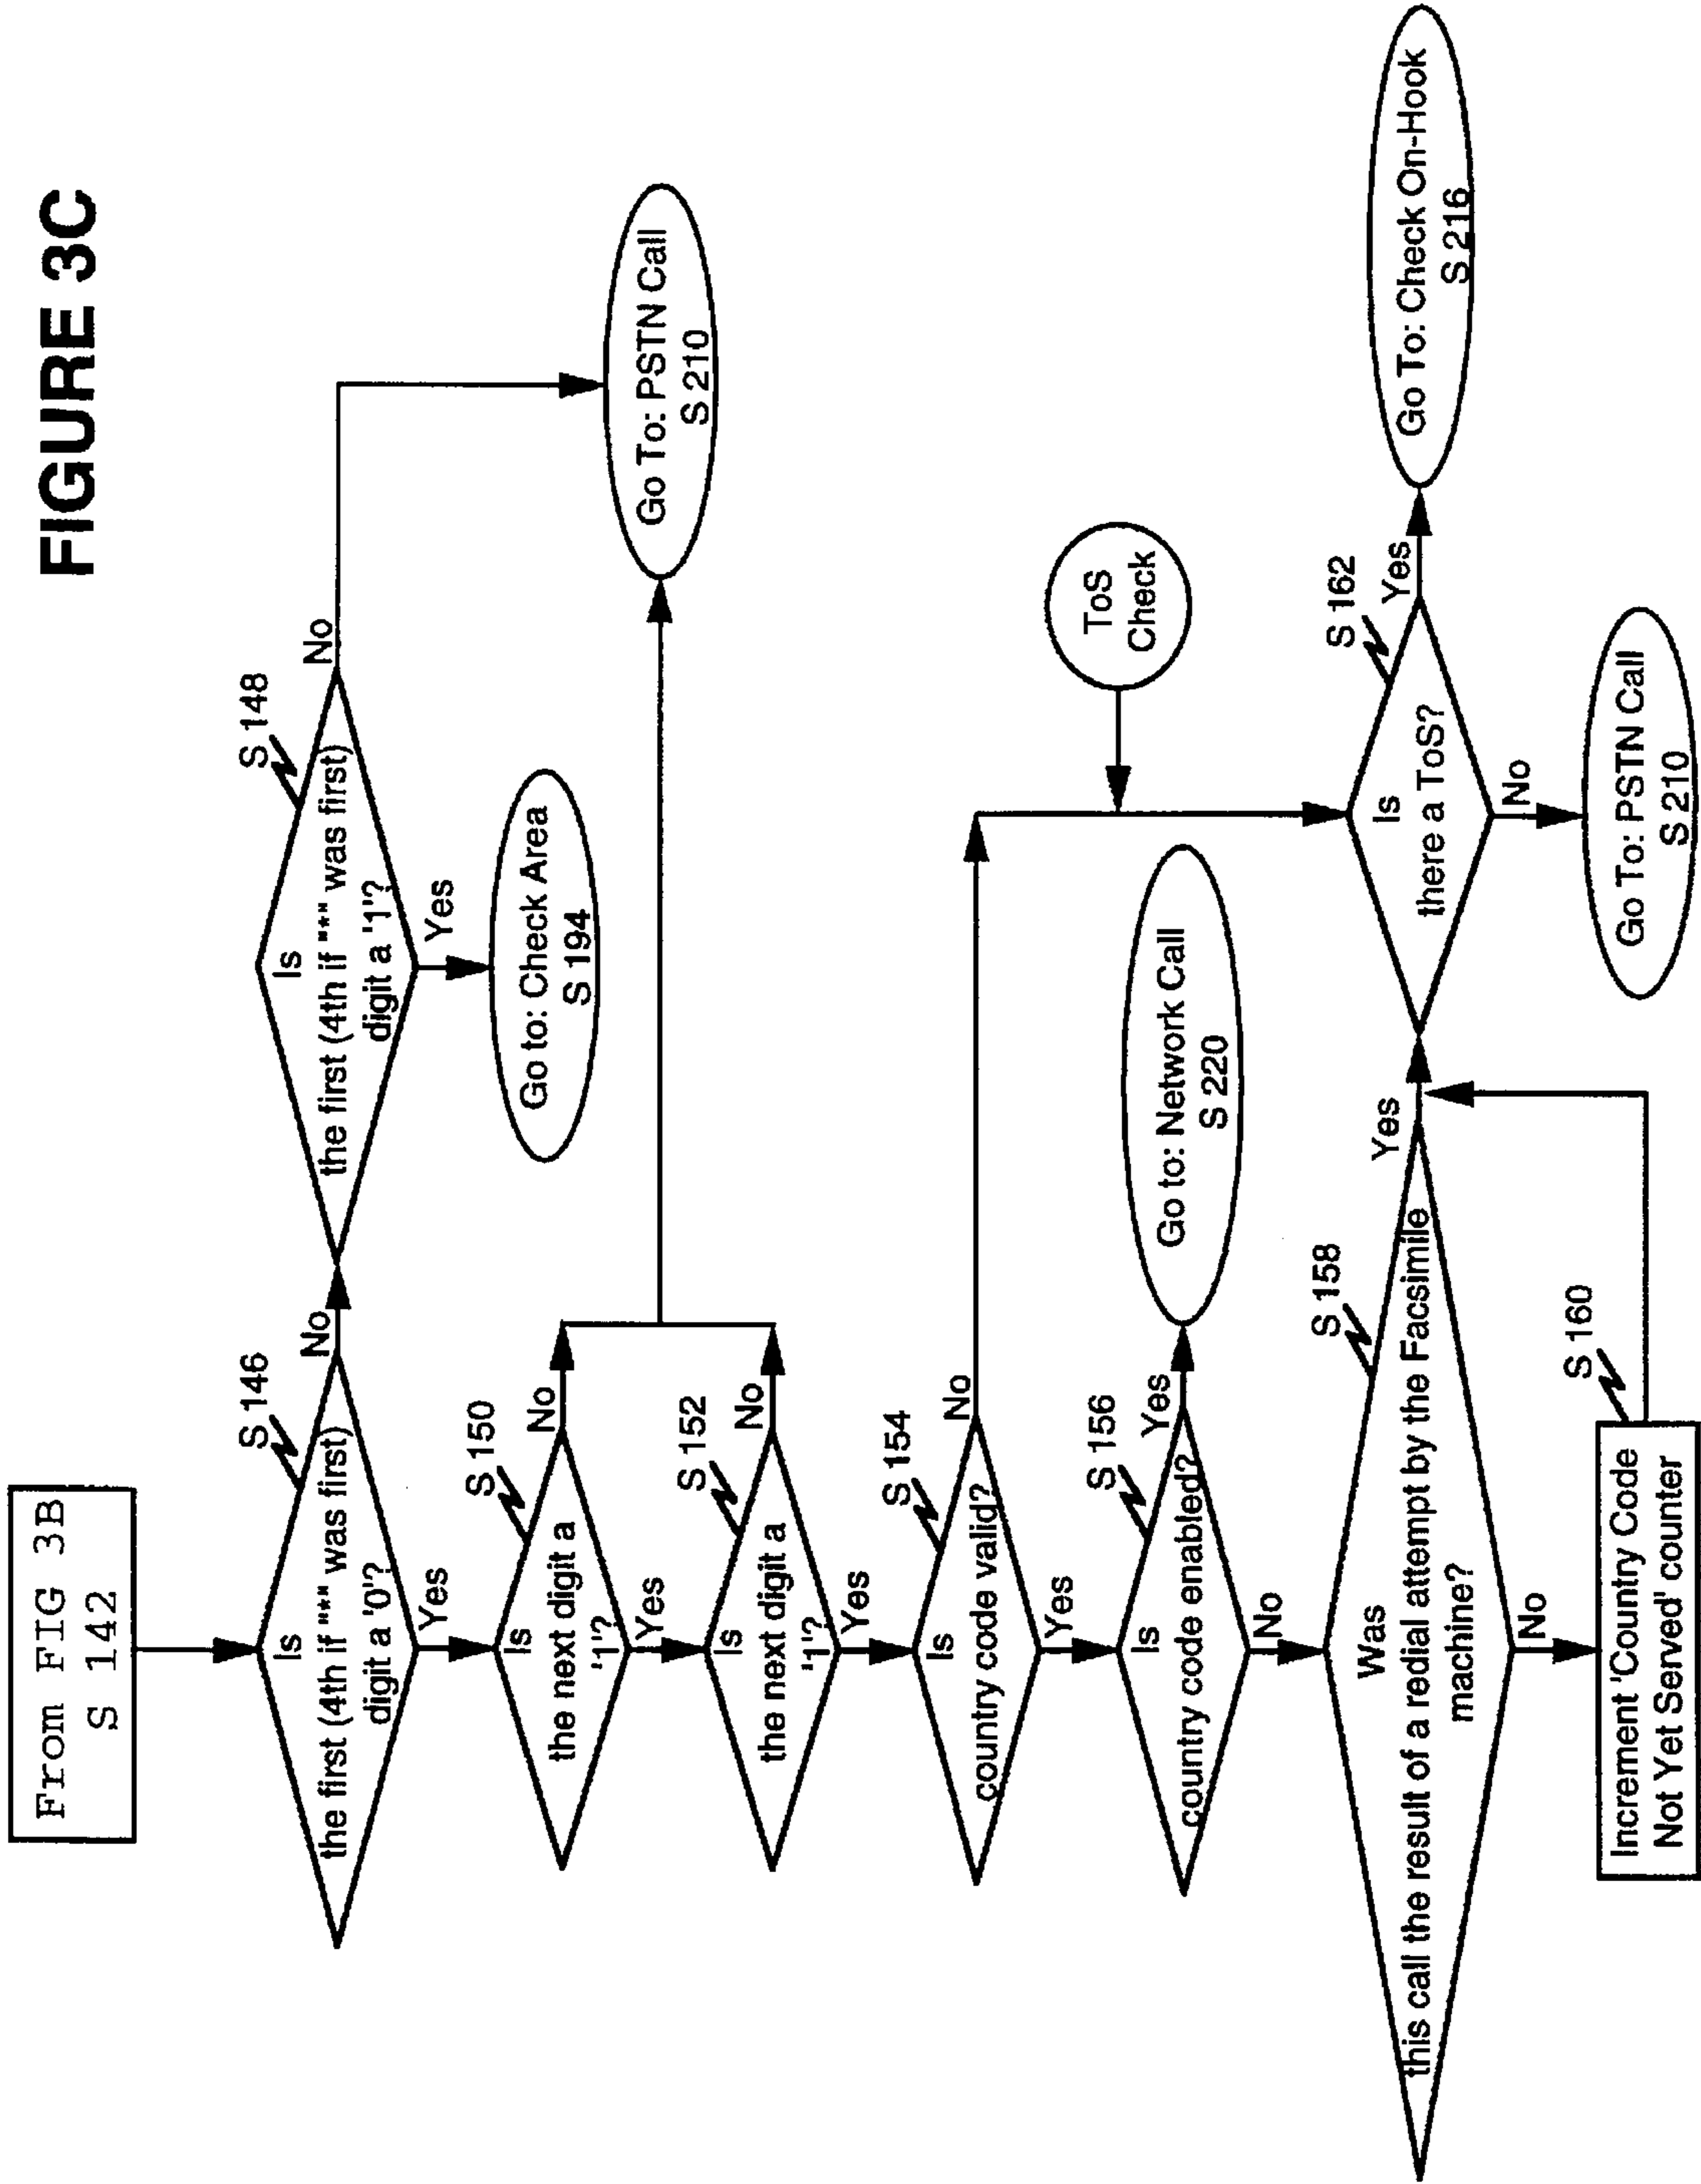 FIGURE 3C
From FIG 3B
S 142
S 146
Is
the first (4th if "*" was first)
digit a '0'?
No
Yes
S 148
Is
the first (4th if "*" was first)
digit a '1'?
No
Yes
Go to: Check Area
S 194
Go To: PSTN Call
S 210
S 150
Is
the next digit a
'1'?
No
Yes
S 152
Is
the next digit a
'1'?
No
Yes
S 154
Is
country code valid?
No
Yes
S 156
Is
country code enabled?
Yes
No
Go to: Network Call
S 220
ToS
Check
S 158
Was
this call the result of a redial attempt by the Facsimile
machine?
Yes
No
S 160
Increment 'Country Code
Not Yet Served' counter
S 162
Is
there a ToS?
Yes
No
Go To: Check On-Hook
S 216
Go To: PSTN Call
S 210